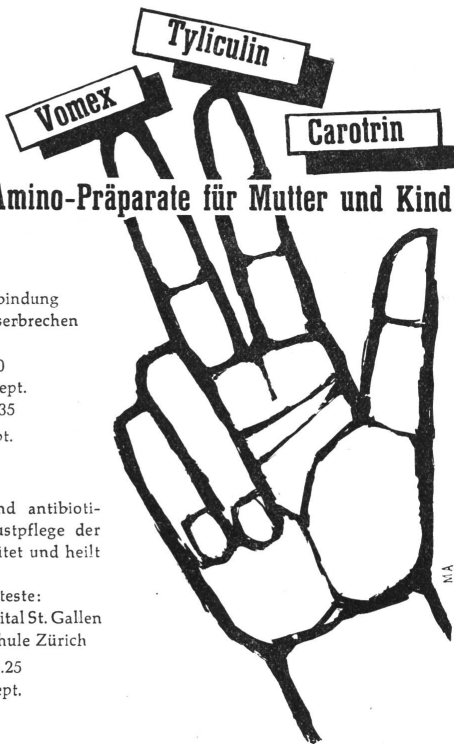 Tyliculin
Vomex
Carotrin
Amino-Präparate für Mutter und Kind
bindung
serbrechen
0
ept.
35
pt.
nd antibioti-
ustpflege der
itet und heilt
teste:
ital St. Gallen
hule Zürich
.25
ept.
MA